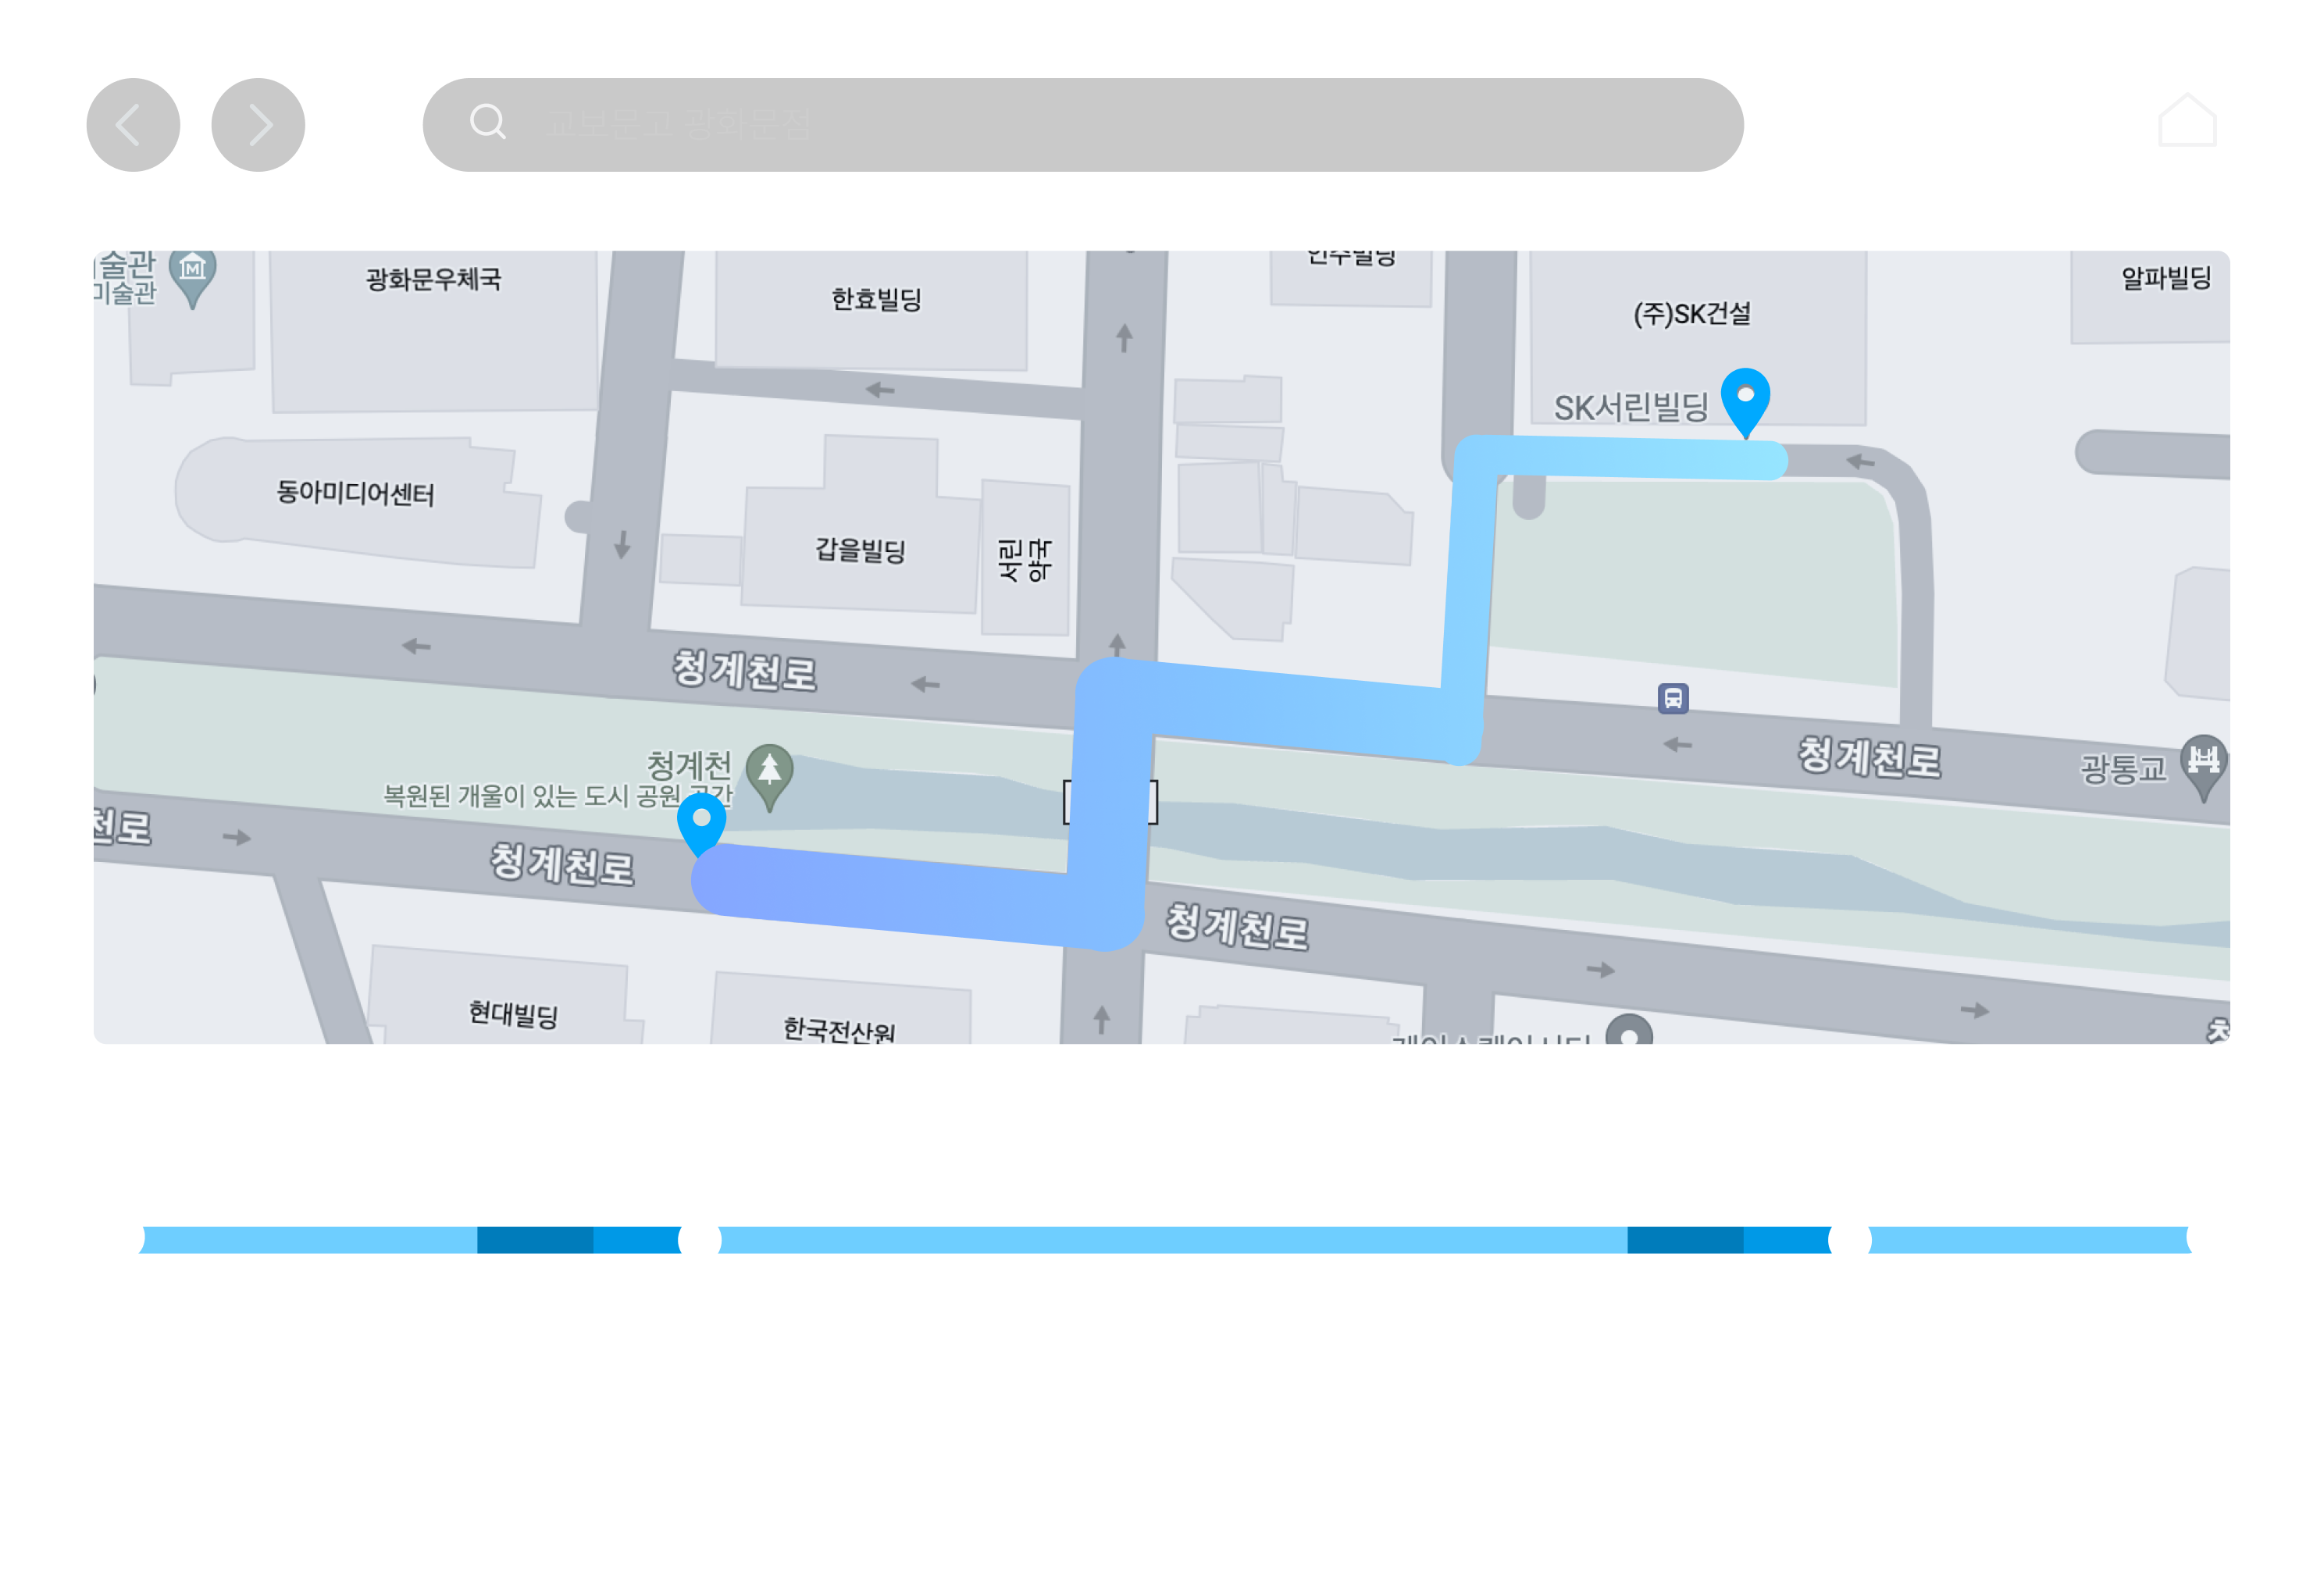 교보문고 광화문점
술관
미술관
광화문우체국
한효빌딩
(주)SK건설
알파빌딩
SK서린빌딩
동아미디어센터
갑을빌딩
서린
약국
청계천로
청계천로
광통교
청계천
복원된 개울이 있는 도시 공원 공간
천로
청계천로
청계천로
현대빌딩
한국전산원